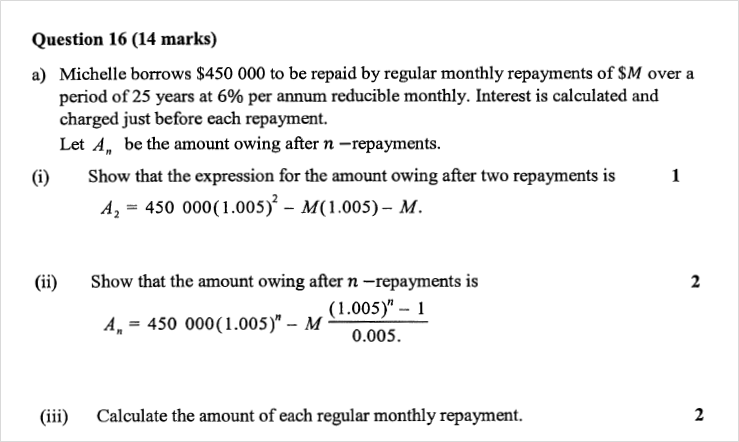 Question 16 (14 marks)
a) Michelle borrows $450 000 to be repaid by regular monthly repayments of $M over a
period of 25 years at 6% per annum reducible monthly. Interest is calculated and
charged just before each repayment.
Let Aₙ be the amount owing after n –repayments.
(i) Show that the expression for the amount owing after two repayments is 1
A₂ = 450 000(1.005)² – M(1.005) – M.
(ii) Show that the amount owing after n –repayments is 2
Aₙ = 450 000(1.005)ⁿ – M \frac{(1.005)ⁿ – 1}{0.005.}
(iii) Calculate the amount of each regular monthly repayment. 2